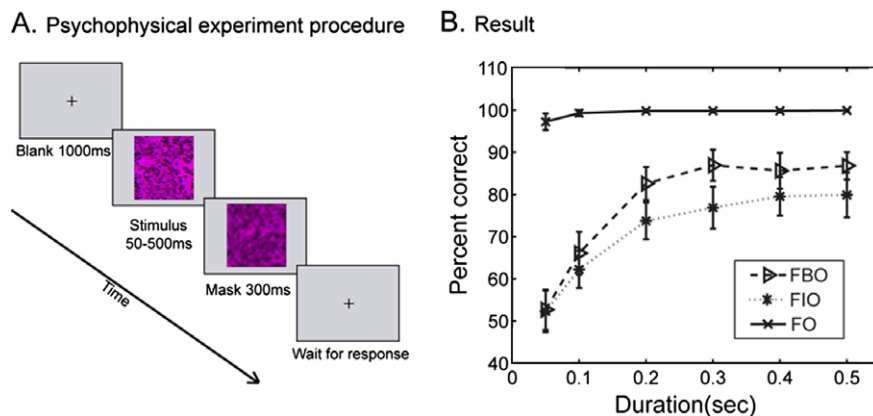 A. Psychophysical experiment procedure
Blank 1000ms
Stimulus
50-500ms
Mask 300ms
Wait for response
Time
B. Result
Percent correct
110
100
90
80
70
60
50
40
0
0.1
0.2
0.3
0.4
0.5
Duration(sec)
FBO
FIO
FO